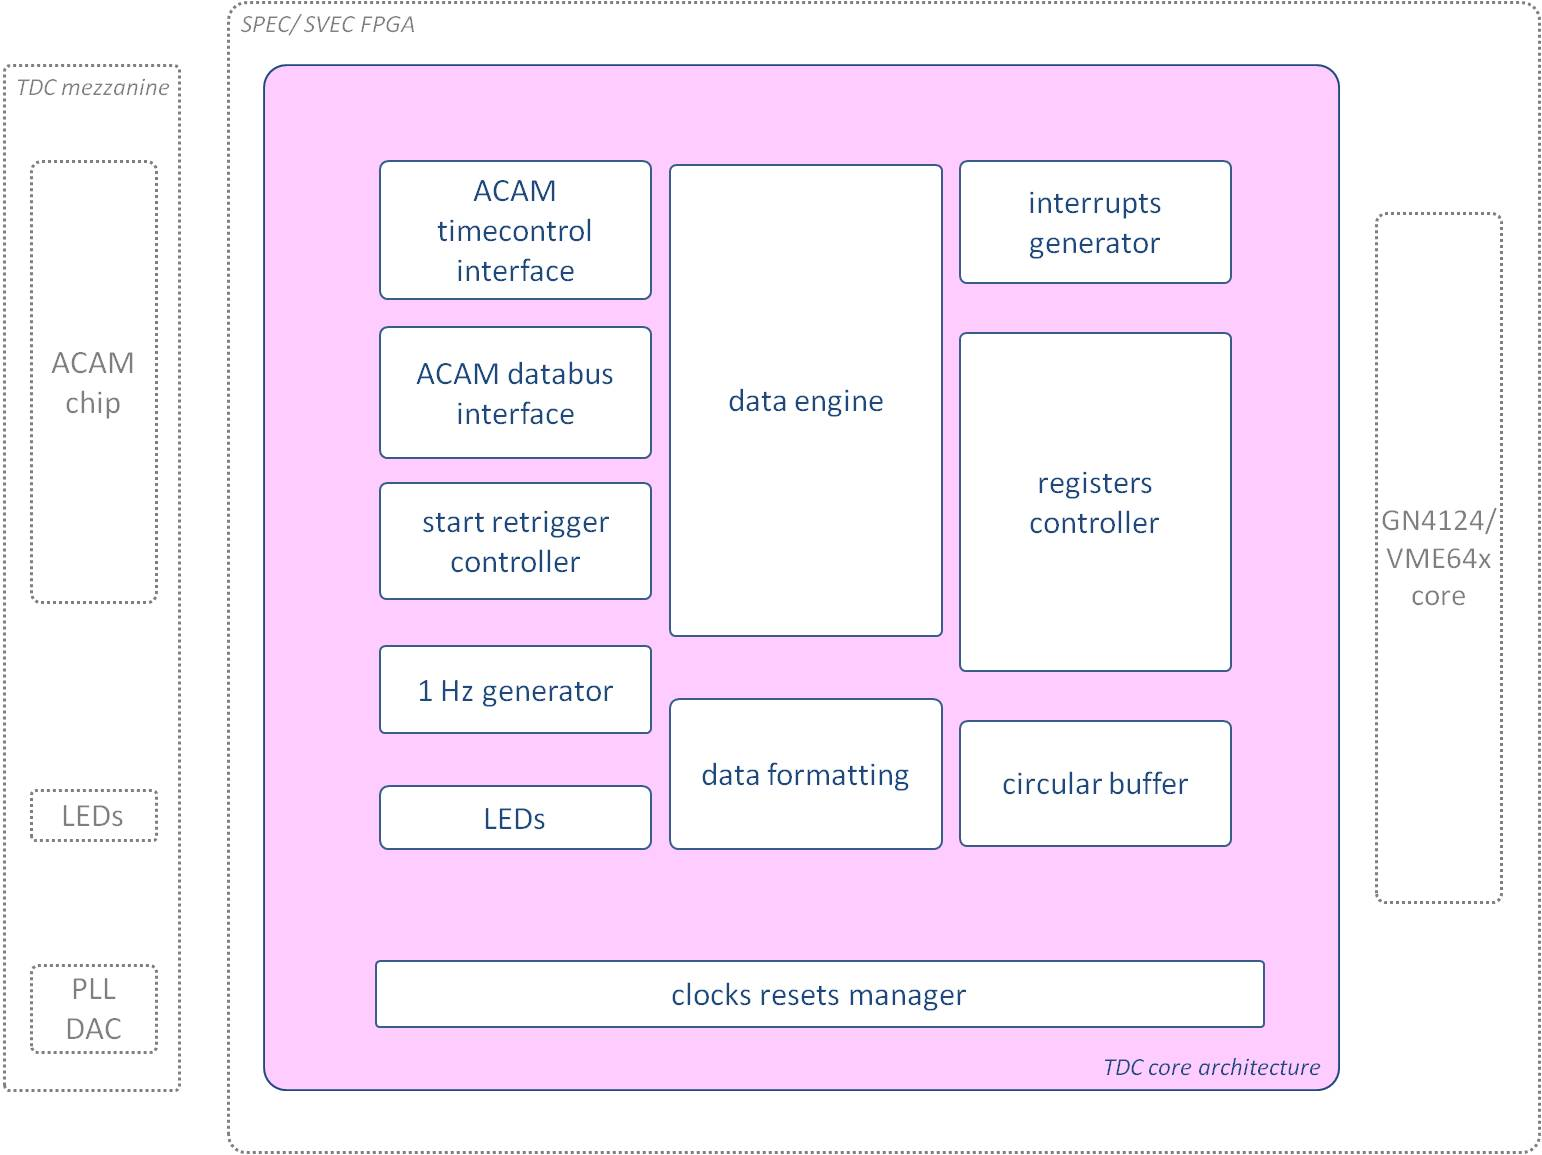 SPEC/ SVEC FPGA
TDC mezzanine
ACAM
chip
LEDs
PLL
DAC
ACAM
timecontrol
interface
ACAM databus
interface
start retrigger
controller
1 Hz generator
LEDs
data engine
data formatting
interrupts
generator
registers
controller
circular buffer
clocks resets manager
TDC core architecture
GN4124/
VME64x
core